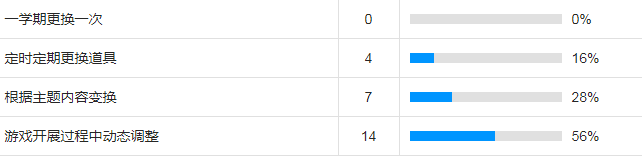 一学期更换一次 0 0%
定时定期更换道具 4 16%
根据主题内容变换 7 28%
游戏开展过程中动态调整 14 56%